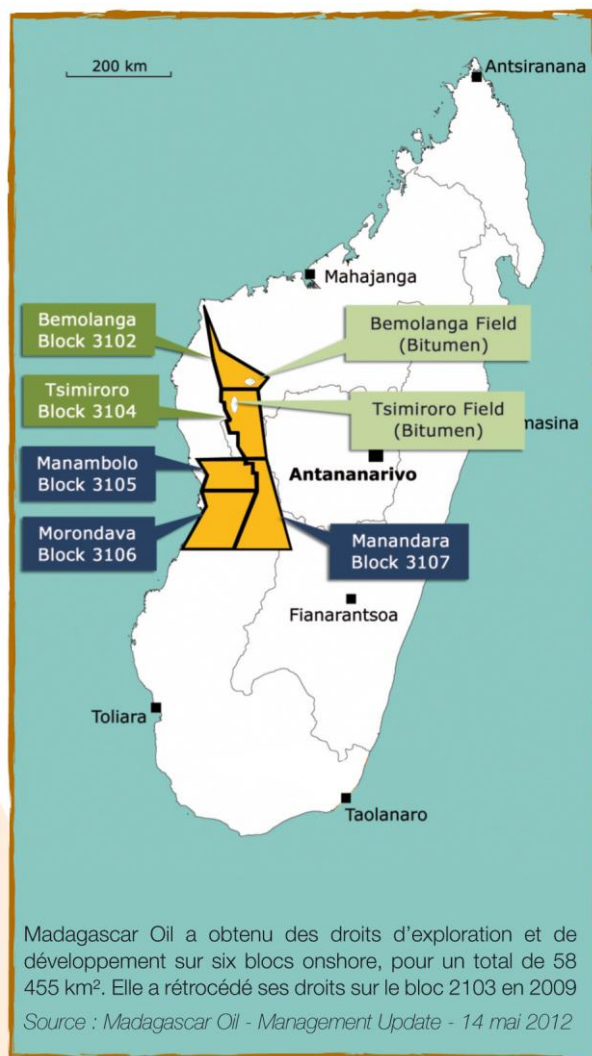 200 km
Antsiranana
Mahajanga
Bemolanga
Block 3102
Bemolanga Field
(Bitumen)
Tsimiroro
Block 3104
Tsimiroro Field
(Bitumen)
masina
Manambolo
Block 3105
Antananarivo
Morondava
Block 3106
Manandara
Block 3107
Fianarantsoa
Toliara
Taolanaro
Madagascar Oil a obtenu des droits d'exploration et de
développement sur six blocs onshore, pour un total de 58
455 km². Elle a rétrocédé ses droits sur le bloc 2103 en 2009
Source : Madagascar Oil - Management Update - 14 mai 2012